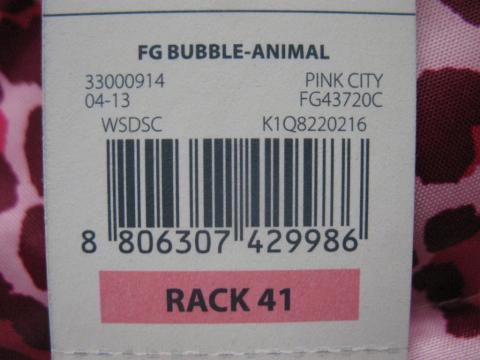 FG BUBBLE-ANIMAL
33000914 PINK CITY
04-13 FG43720C
WSDSC K1Q8220216
8 806307 429986
RACK 41